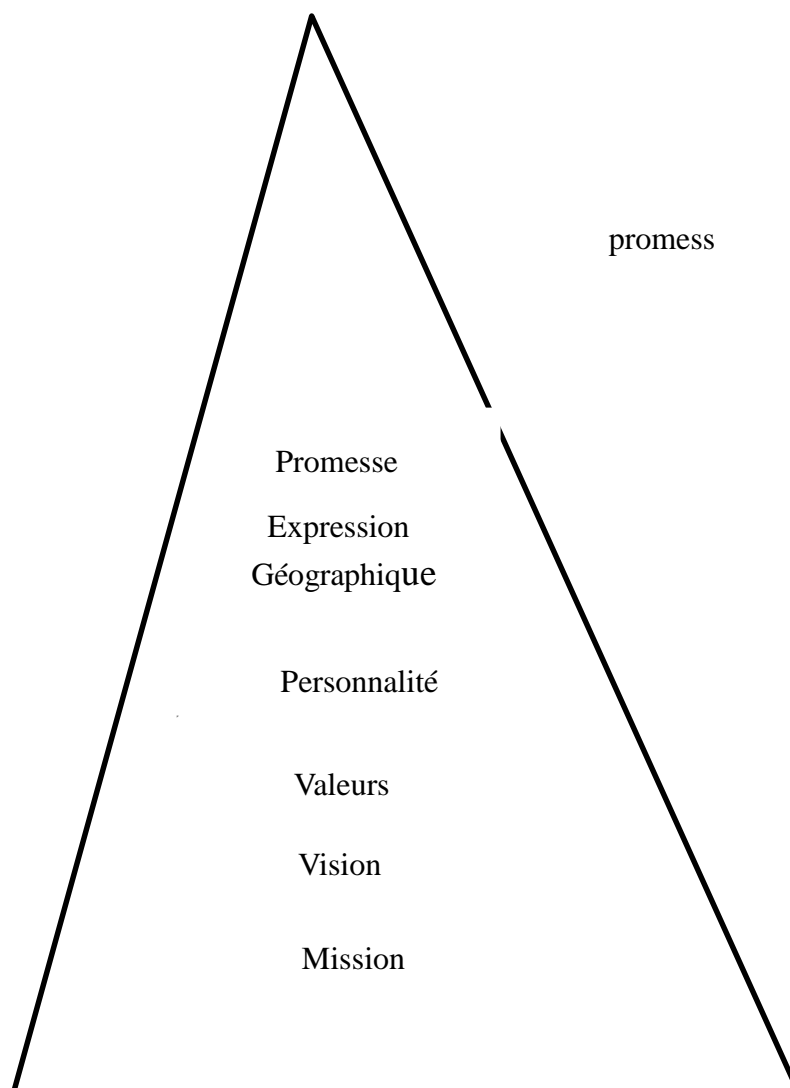 promess
Promesse
Expression
Géographique
Personnalité
Valeurs
Vision
Mission